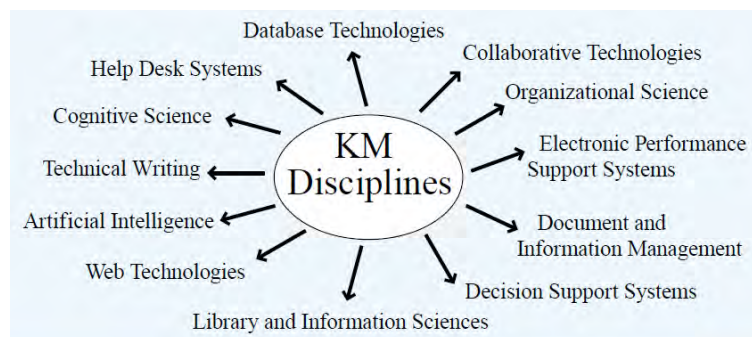 Database Technologies
Collaborative Technologies
Help Desk Systems
Organizational Science
Cognitive Science
KM
Disciplines
Electronic Performance
Support Systems
Technical Writing
Artificial Intelligence
Document and
Information Management
Web Technologies
Decision Support Systems
Library and Information Sciences